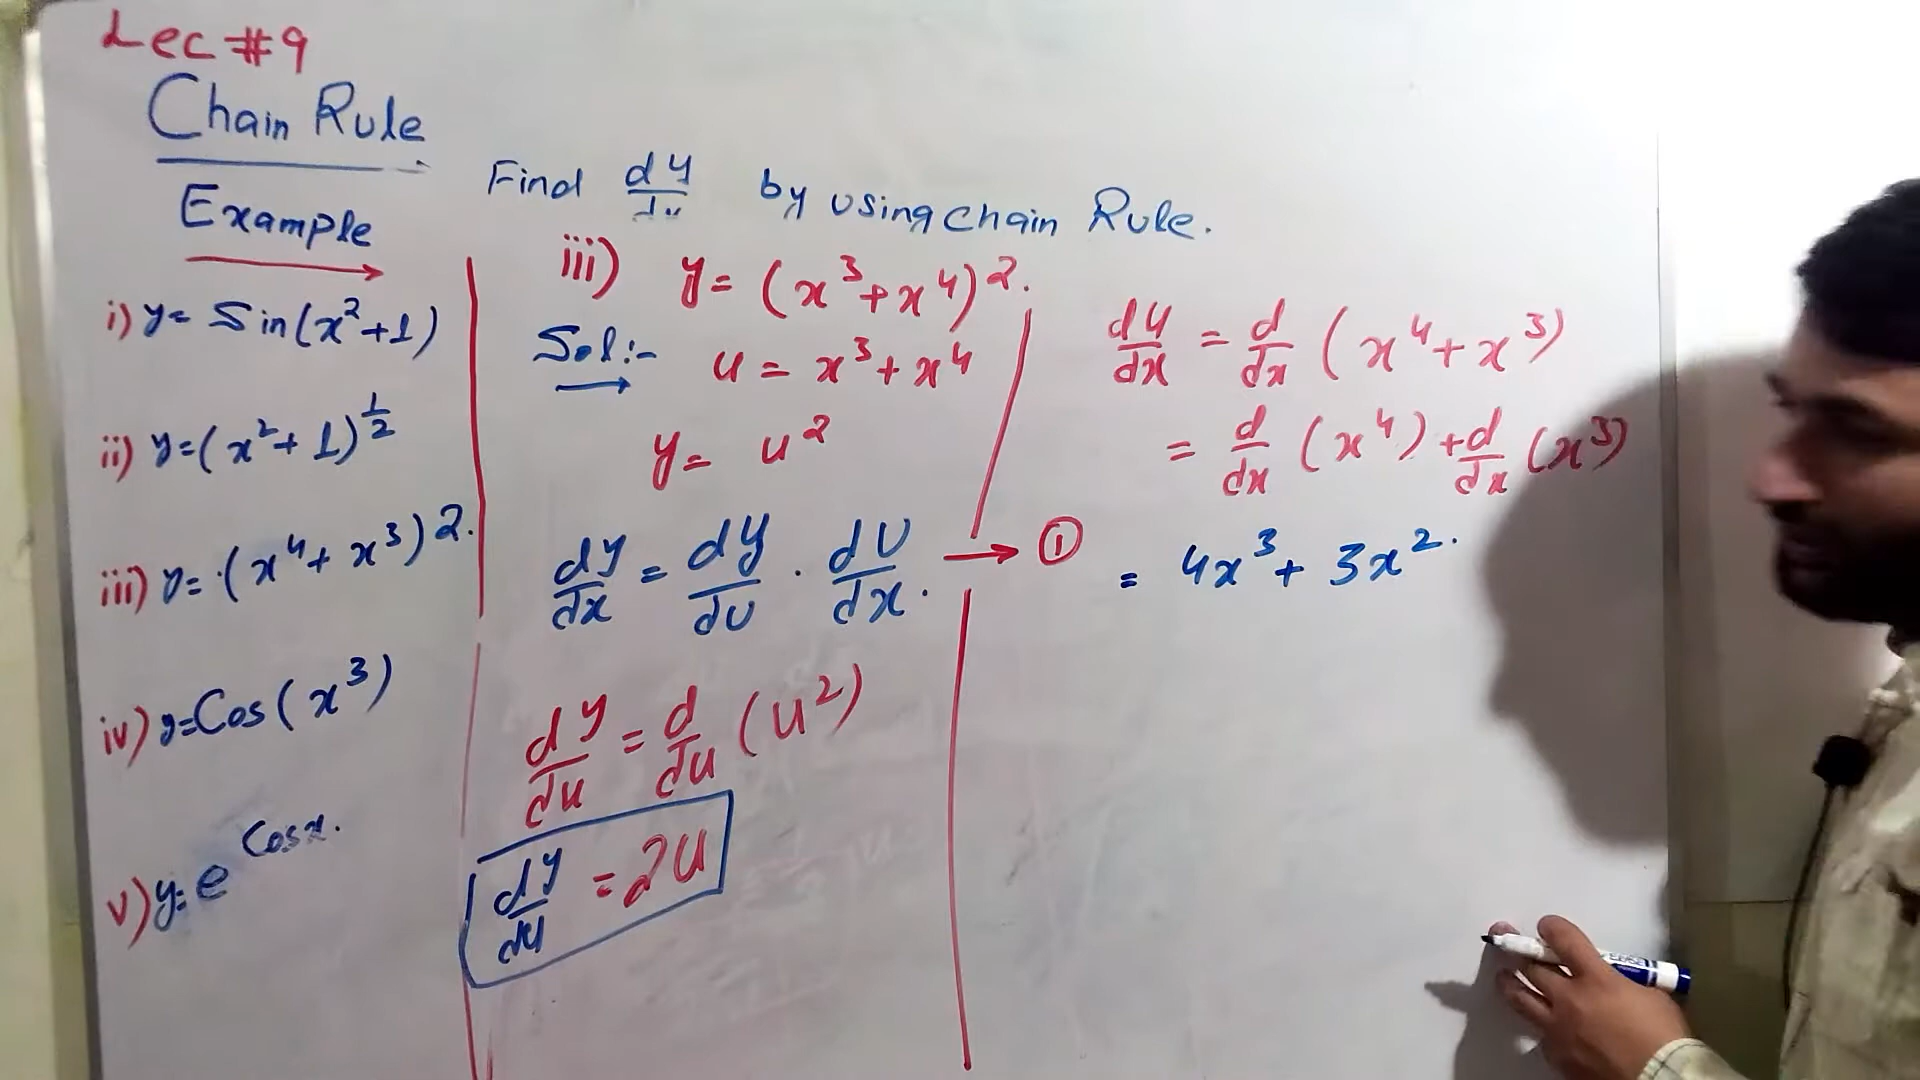 Lec #9
Chain Rule
Example
Find dy/dx by using chain Rule.
i) y= Sin(x²+1)
ii) y=(x²+1)^½
iii) y=(x⁴+x³)².
iv) y=Cos(x³)
v) y=e^Cosx.
iii) y= (x³+x⁴)².
Sol:-
u = x³+x⁴
y= u²
dy/dx = dy/du . du/dx. → ①
dy/du = d/du (u²)
dy/du = 2u
du/dx = d/dx (x⁴+x³)
= d/dx (x⁴) + d/dx (x³)
= 4x³+ 3x².